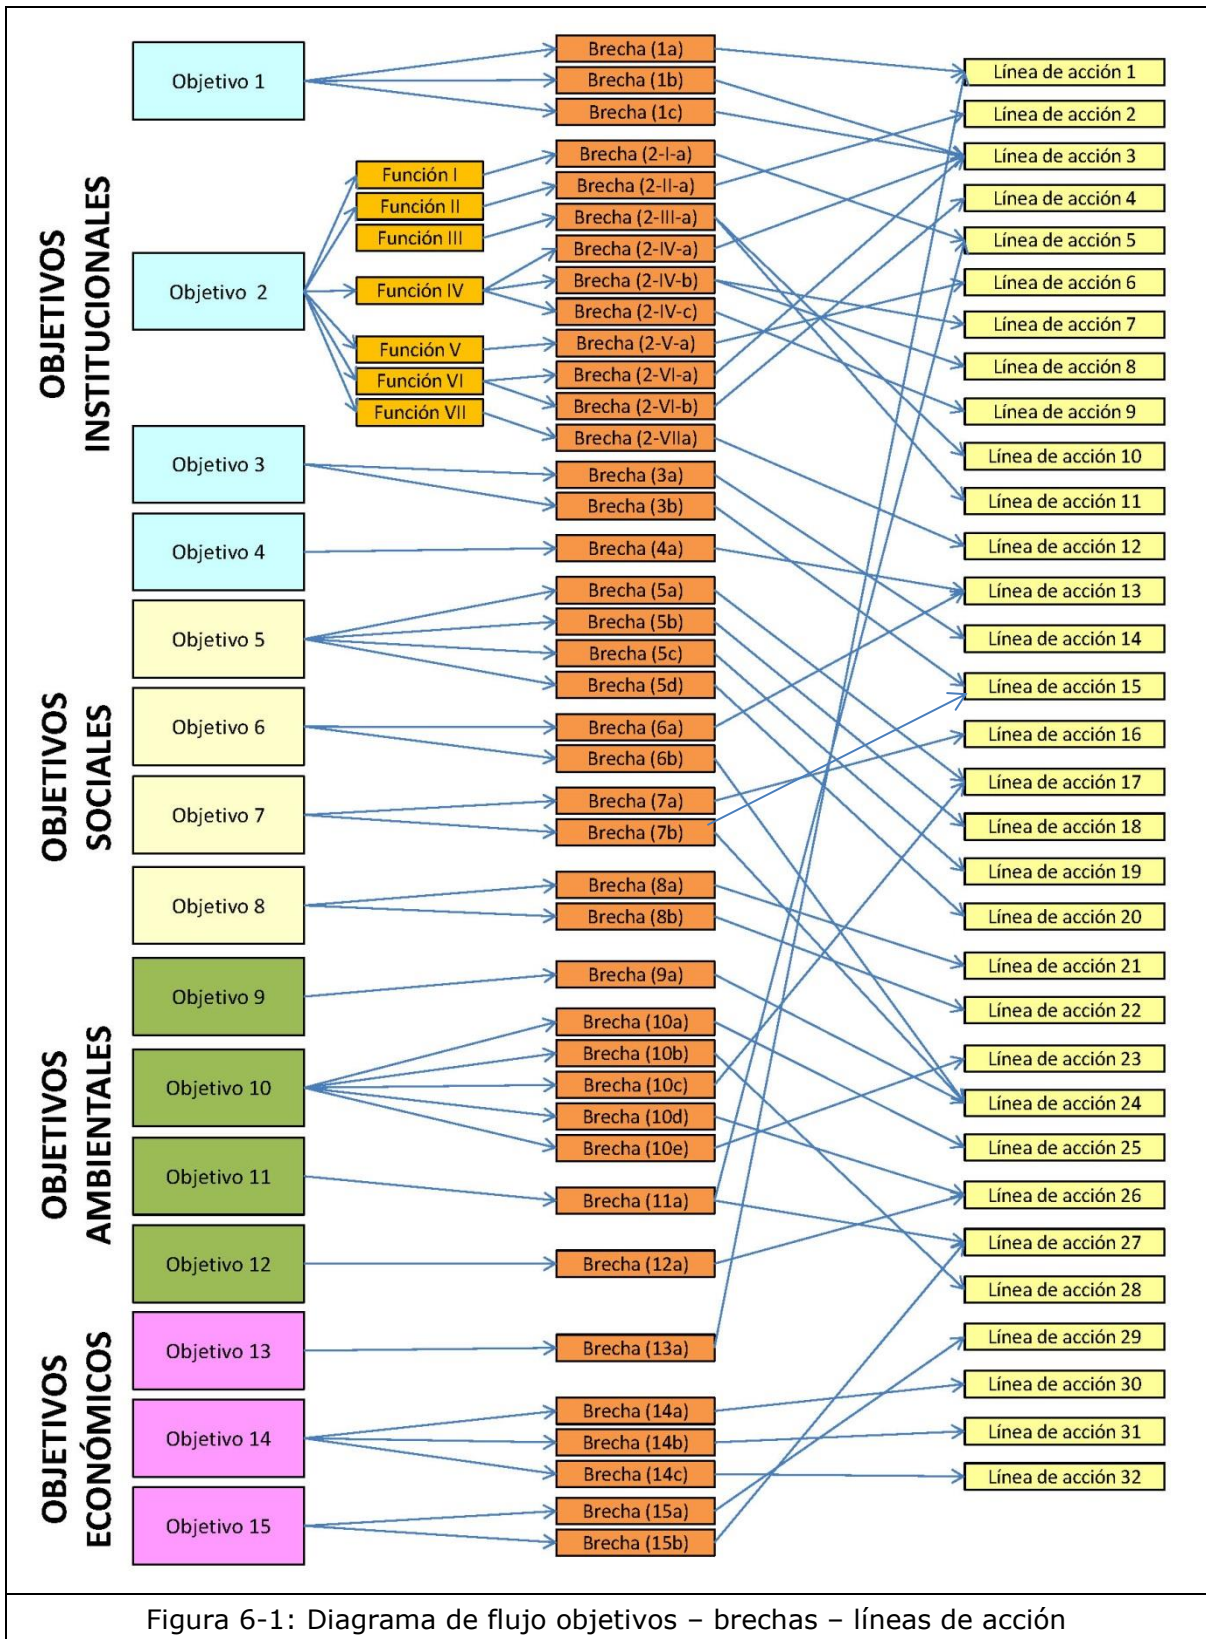 OBJETIVOS
INSTITUCIONALES
OBJETIVOS
SOCIALES
OBJETIVOS
AMBIENTALES
OBJETIVOS
ECONÓMICOS
Objetivo 1
Objetivo 2
Objetivo 3
Objetivo 4
Objetivo 5
Objetivo 6
Objetivo 7
Objetivo 8
Objetivo 9
Objetivo 10
Objetivo 11
Objetivo 12
Objetivo 13
Objetivo 14
Objetivo 15
Función I
Función II
Función III
Función IV
Función V
Función VI
Función VII
Brecha (1a)
Brecha (1b)
Brecha (1c)
Brecha (2-I-a)
Brecha (2-II-a)
Brecha (2-III-a)
Brecha (2-IV-a)
Brecha (2-IV-b)
Brecha (2-IV-c)
Brecha (2-V-a)
Brecha (2-VI-a)
Brecha (2-VI-b)
Brecha (2-VIIa)
Brecha (3a)
Brecha (3b)
Brecha (4a)
Brecha (5a)
Brecha (5b)
Brecha (5c)
Brecha (5d)
Brecha (6a)
Brecha (6b)
Brecha (7a)
Brecha (7b)
Brecha (8a)
Brecha (8b)
Brecha (9a)
Brecha (10a)
Brecha (10b)
Brecha (10c)
Brecha (10d)
Brecha (10e)
Brecha (11a)
Brecha (12a)
Brecha (13a)
Brecha (14a)
Brecha (14b)
Brecha (14c)
Brecha (15a)
Brecha (15b)
Línea de acción 1
Línea de acción 2
Línea de acción 3
Línea de acción 4
Línea de acción 5
Línea de acción 6
Línea de acción 7
Línea de acción 8
Línea de acción 9
Línea de acción 10
Línea de acción 11
Línea de acción 12
Línea de acción 13
Línea de acción 14
Línea de acción 15
Línea de acción 16
Línea de acción 17
Línea de acción 18
Línea de acción 19
Línea de acción 20
Línea de acción 21
Línea de acción 22
Línea de acción 23
Línea de acción 24
Línea de acción 25
Línea de acción 26
Línea de acción 27
Línea de acción 28
Línea de acción 29
Línea de acción 30
Línea de acción 31
Línea de acción 32
Figura 6-1: Diagrama de flujo objetivos – brechas – líneas de acción